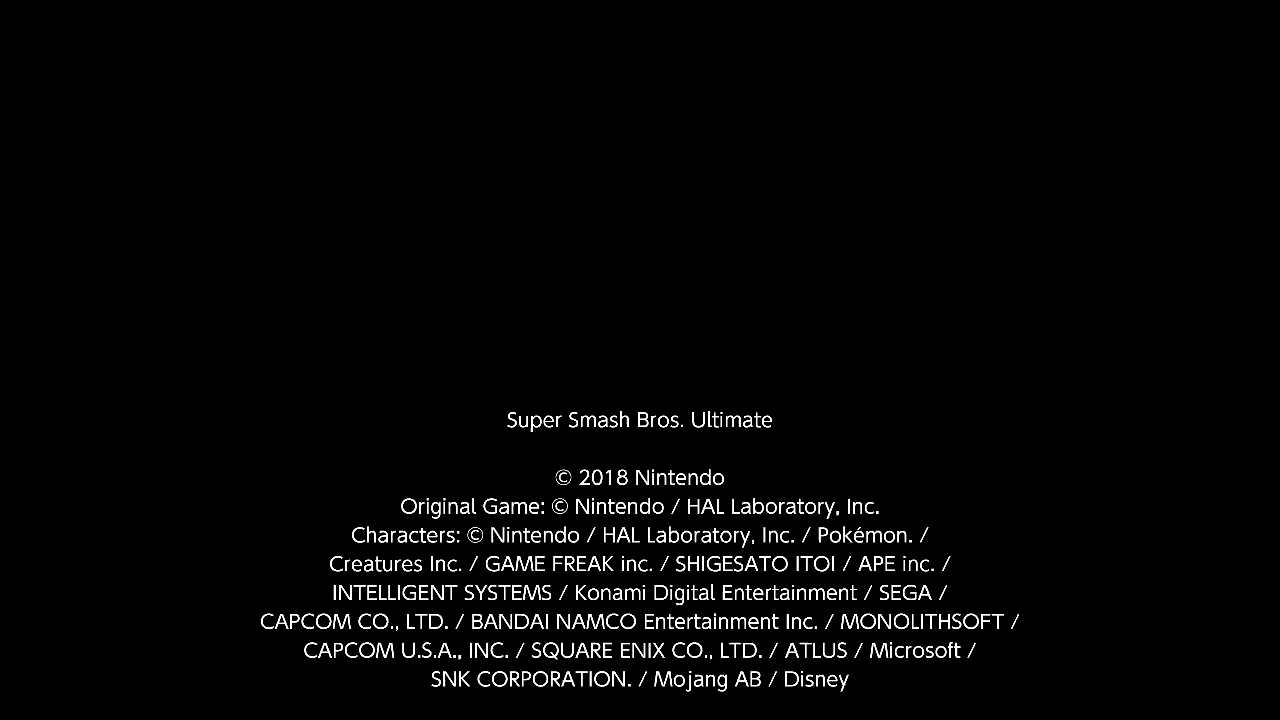 Super Smash Bros. Ultimate
© 2018 Nintendo
Original Game: © Nintendo / HAL Laboratory, Inc.
Characters: © Nintendo / HAL Laboratory, Inc. / Pokémon. /
Creatures Inc. / GAME FREAK inc. / SHIGESATO ITOI / APE inc. /
INTELLIGENT SYSTEMS / Konami Digital Entertainment / SEGA /
CAPCOM CO., LTD. / BANDAI NAMCO Entertainment Inc. / MONOLITHSOFT /
CAPCOM U.S.A., INC. / SQUARE ENIX CO., LTD. / ATLUS / Microsoft /
SNK CORPORATION. / Mojang AB / Disney